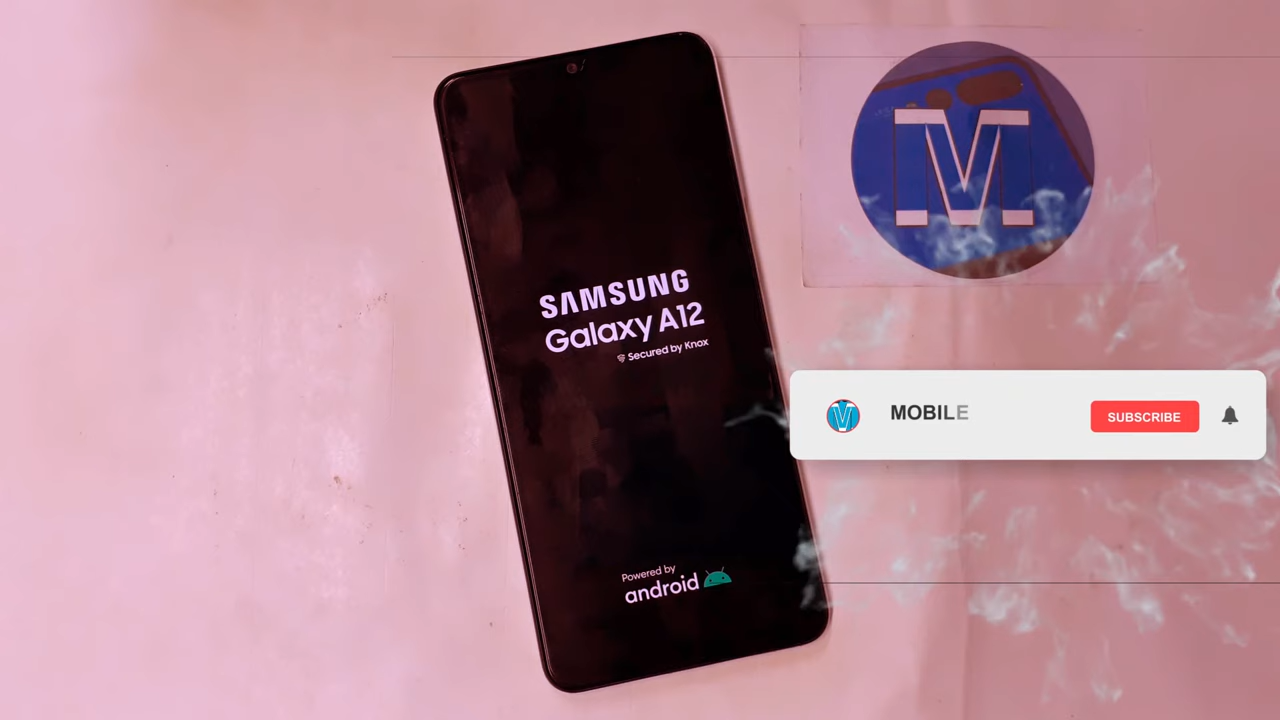 SAMSUNG
Galaxy A12
Secured by Knox
Powered by
android
M
MOBILE
SUBSCRIBE